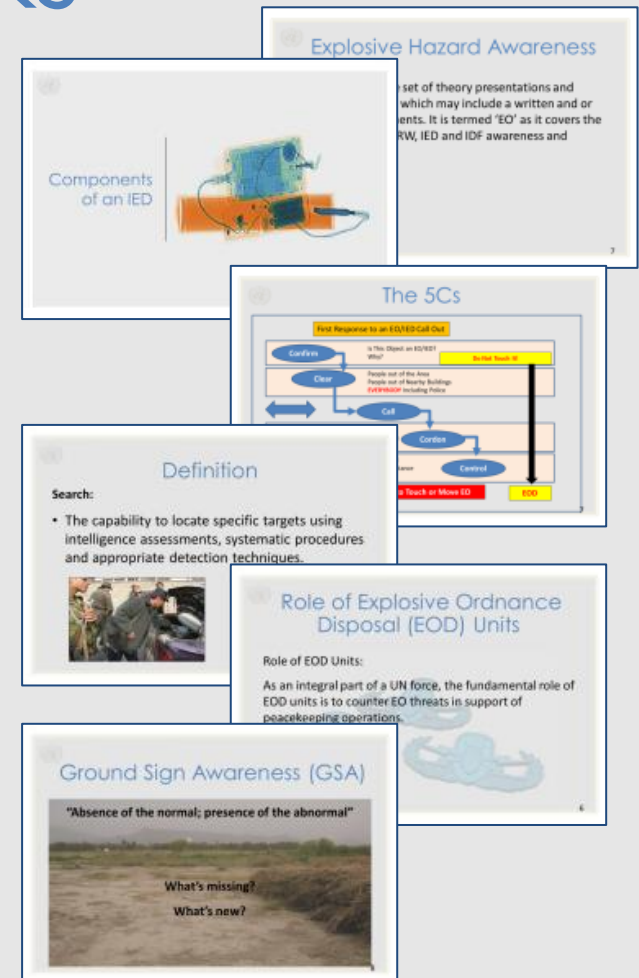 Explosive Hazard Awareness
set of theory presentations and
which may include a written and or
ents. It is termed 'EO' as it covers the
RW, IED and IDF awareness and
7
Components
of an IED
The 5Cs
First Response to an EO/IED Call Out
Confirm
Is This Object an EO/IED?
Why?
Do Not Touch It!
Clear
People out of the Area
People out of Nearby Buildings
EVERYBODY Including Police
Call
Cordon
Control
Touch or Move EO
EOD
Definition
Search:
• The capability to locate specific targets using
intelligence assessments, systematic procedures
and appropriate detection techniques.
Role of Explosive Ordnance
Disposal (EOD) Units
Role of EOD Units:
As an integral part of a UN force, the fundamental role of
EOD units is to counter EO threats in support of
peacekeeping operations.
6
Ground Sign Awareness (GSA)
"Absence of the normal; presence of the abnormal"
What's missing?
What's new?